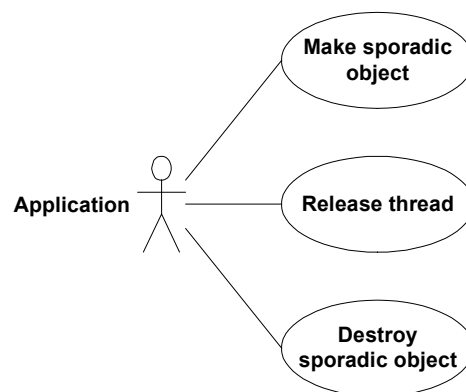 Make sporadic
object
Application
Release thread
Destroy
sporadic object